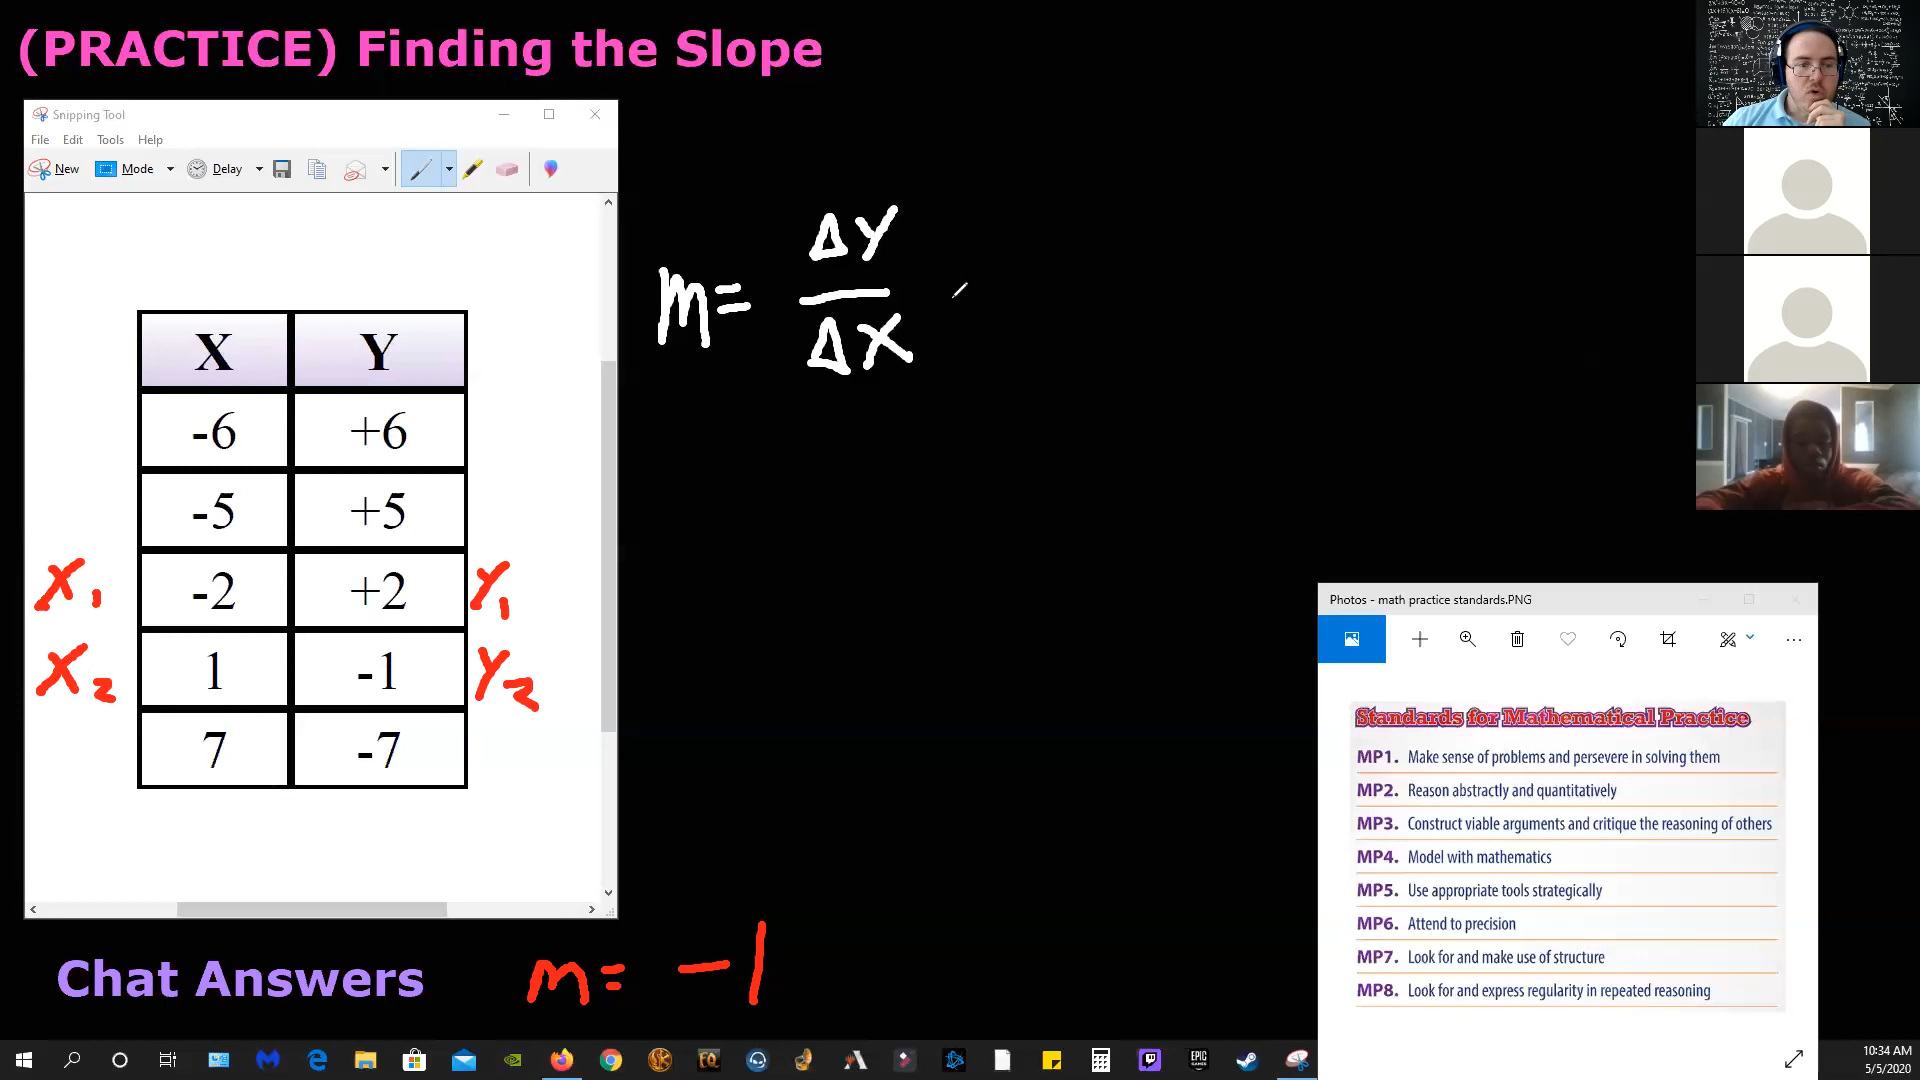 (PRACTICE) Finding the Slope
Snipping Tool
File Edit Tools Help
New Mode Delay
m = ΔY
ΔX
X Y
-6 +6
-5 +5
X1 -2 +2 Y1
X2 1 -1 Y2
7 -7
Chat Answers m = -1
Photos - math practice standards.PNG
Standards for Mathematical Practice
MP1. Make sense of problems and persevere in solving them
MP2. Reason abstractly and quantitatively
MP3. Construct viable arguments and critique the reasoning of others
MP4. Model with mathematics
MP5. Use appropriate tools strategically
MP6. Attend to precision
MP7. Look for and make use of structure
MP8. Look for and express regularity in repeated reasoning
10:34 AM
5/5/2020